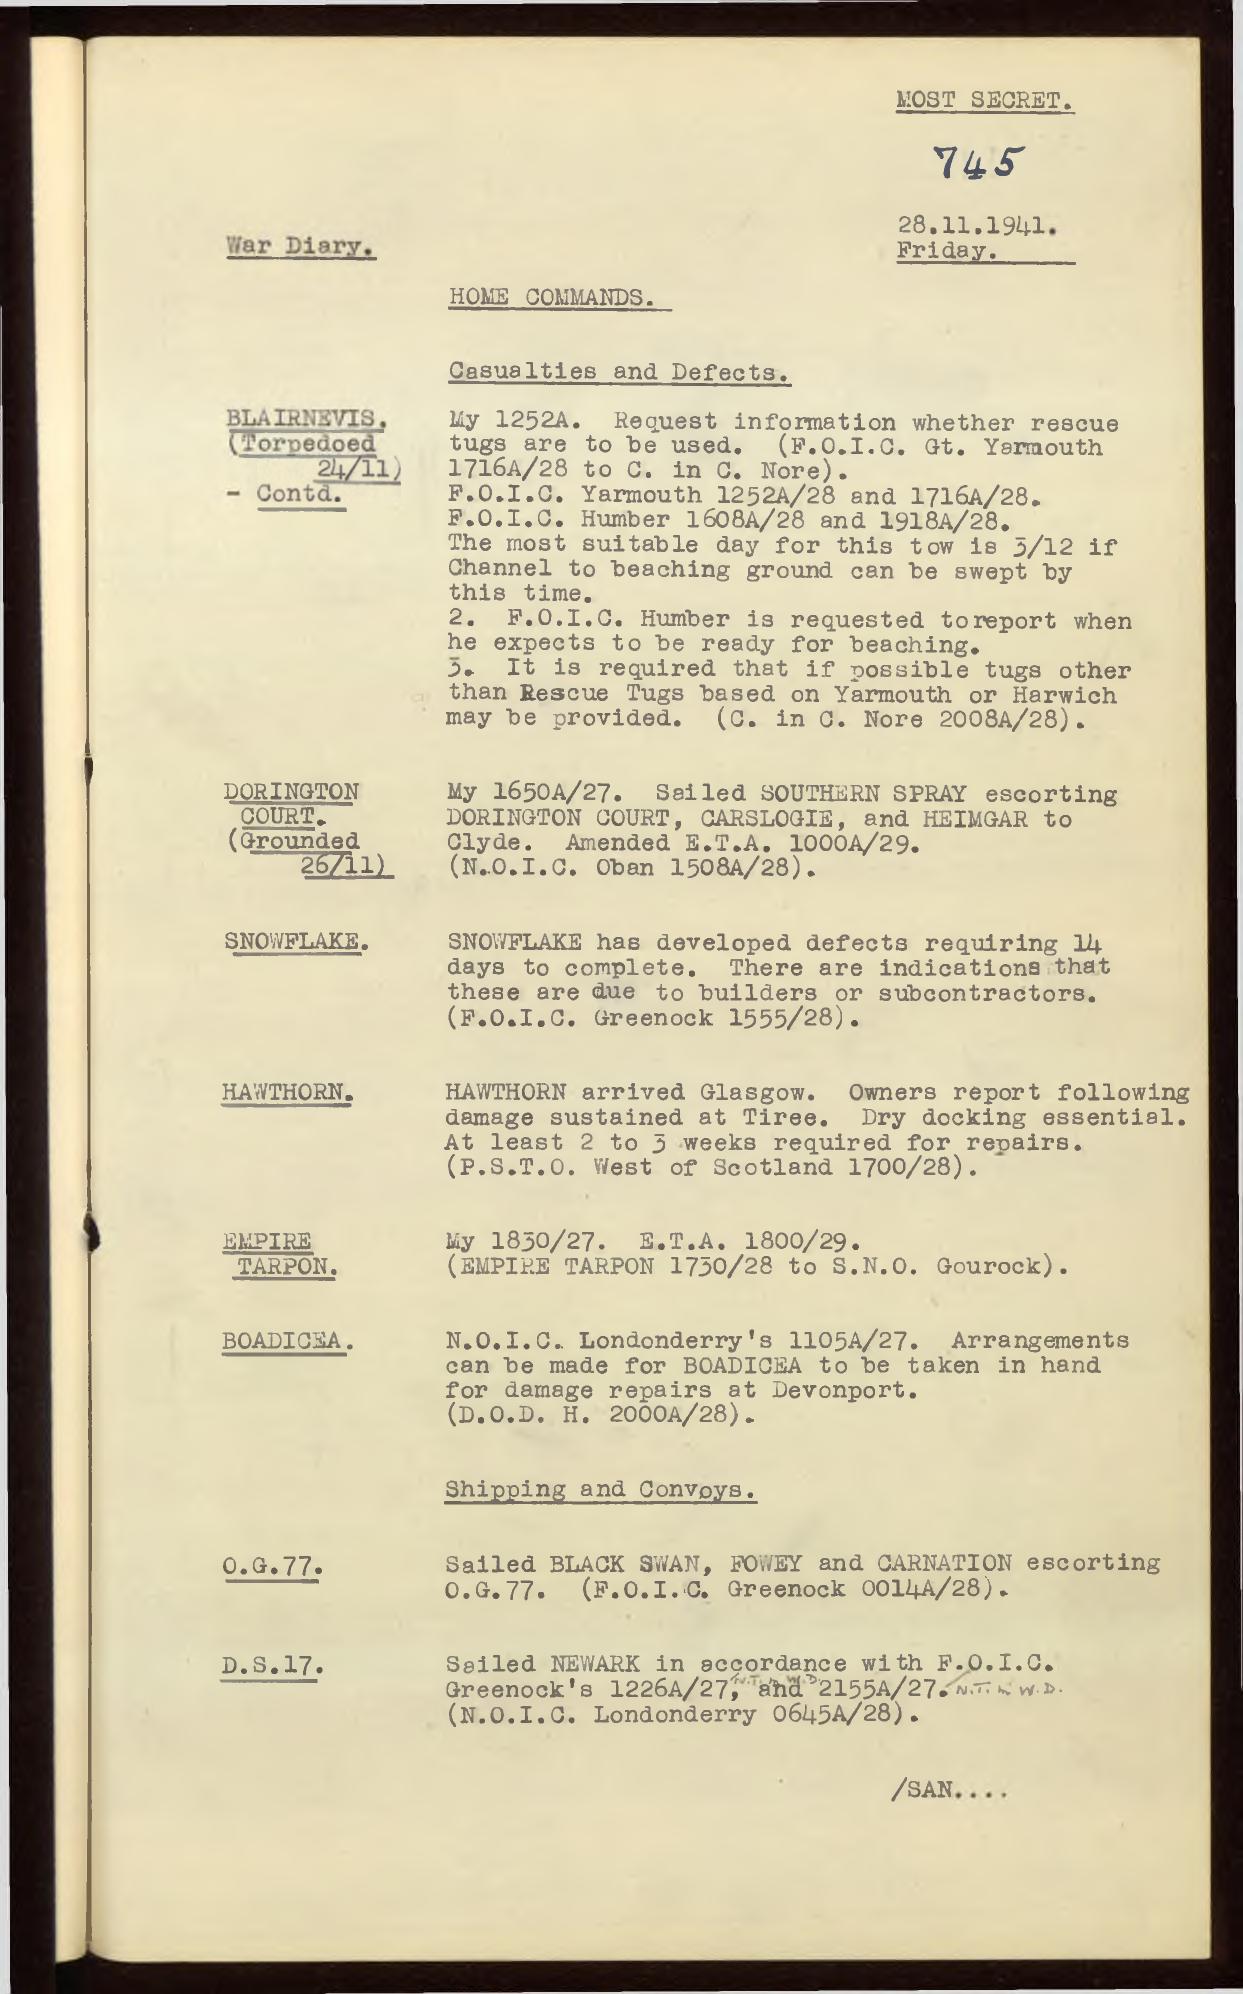 MOST SECRET.
745
28.11.1941.
Friday.
War Diary.
HOME COMMANDS.
Casualties and Defects.
BLAIRNEVIS.
(Torpedoed
24/11)
- Contd.
My 1252A. Request information whether rescue
tugs are to be used. (F.O.I.C. Gt. Yarmouth
1716A/28 to C. in C. Nore).
F.O.I.C. Yarmouth 1252A/28 and 1716A/28.
F.O.I.C. Humber 1608A/28 and 1918A/28.
The most suitable day for this tow is 3/12 if
Channel to beaching ground can be swept by
this time.
2. F.O.I.C. Humber is requested to report when
he expects to be ready for beaching.
3. It is required that if possible tugs other
than Rescue Tugs based on Yarmouth or Harwich
may be provided. (C. in C. Nore 2008A/28).
DORINGTON
COURT.
(Grounded
26/11)
My 1650A/27. Sailed SOUTHERN SPRAY escorting
DORINGTON COURT, CARSLOGIE, and HEIMGAR to
Clyde. Amended E.T.A. 1000A/29.
(N.O.I.C. Oban 1508A/28).
SNOWFLAKE.
SNOWFLAKE has developed defects requiring 14
days to complete. There are indications that
these are due to builders or subcontractors.
(F.O.I.C. Greenock 1555/28).
HAWTHORN.
HAWTHORN arrived Glasgow. Owners report following
damage sustained at Tiree. Dry docking essential.
At least 2 to 3 weeks required for repairs.
(P.S.T.O. West of Scotland 1700/28).
EMPIRE
TARPON.
My 1830/27. E.T.A. 1800/29.
(EMPIRE TARPON 1730/28 to S.N.O. Gourock).
BOADICEA.
N.O.I.C. Londonderry's 1105A/27. Arrangements
can be made for BOADICEA to be taken in hand
for damage repairs at Devonport.
(D.O.D. H. 2000A/28).
Shipping and Convoys.
O.G.77.
Sailed BLACK SWAN, FOWEY and CARNATION escorting
O.G.77. (F.O.I.C. Greenock 0014A/28).
D.S.17.
Sailed NEWARK in accordance with F.O.I.C.
Greenock's 1226A/27, and 2155A/27. N.T. in W.D.
(N.O.I.C. Londonderry 0645A/28).
/SAN....